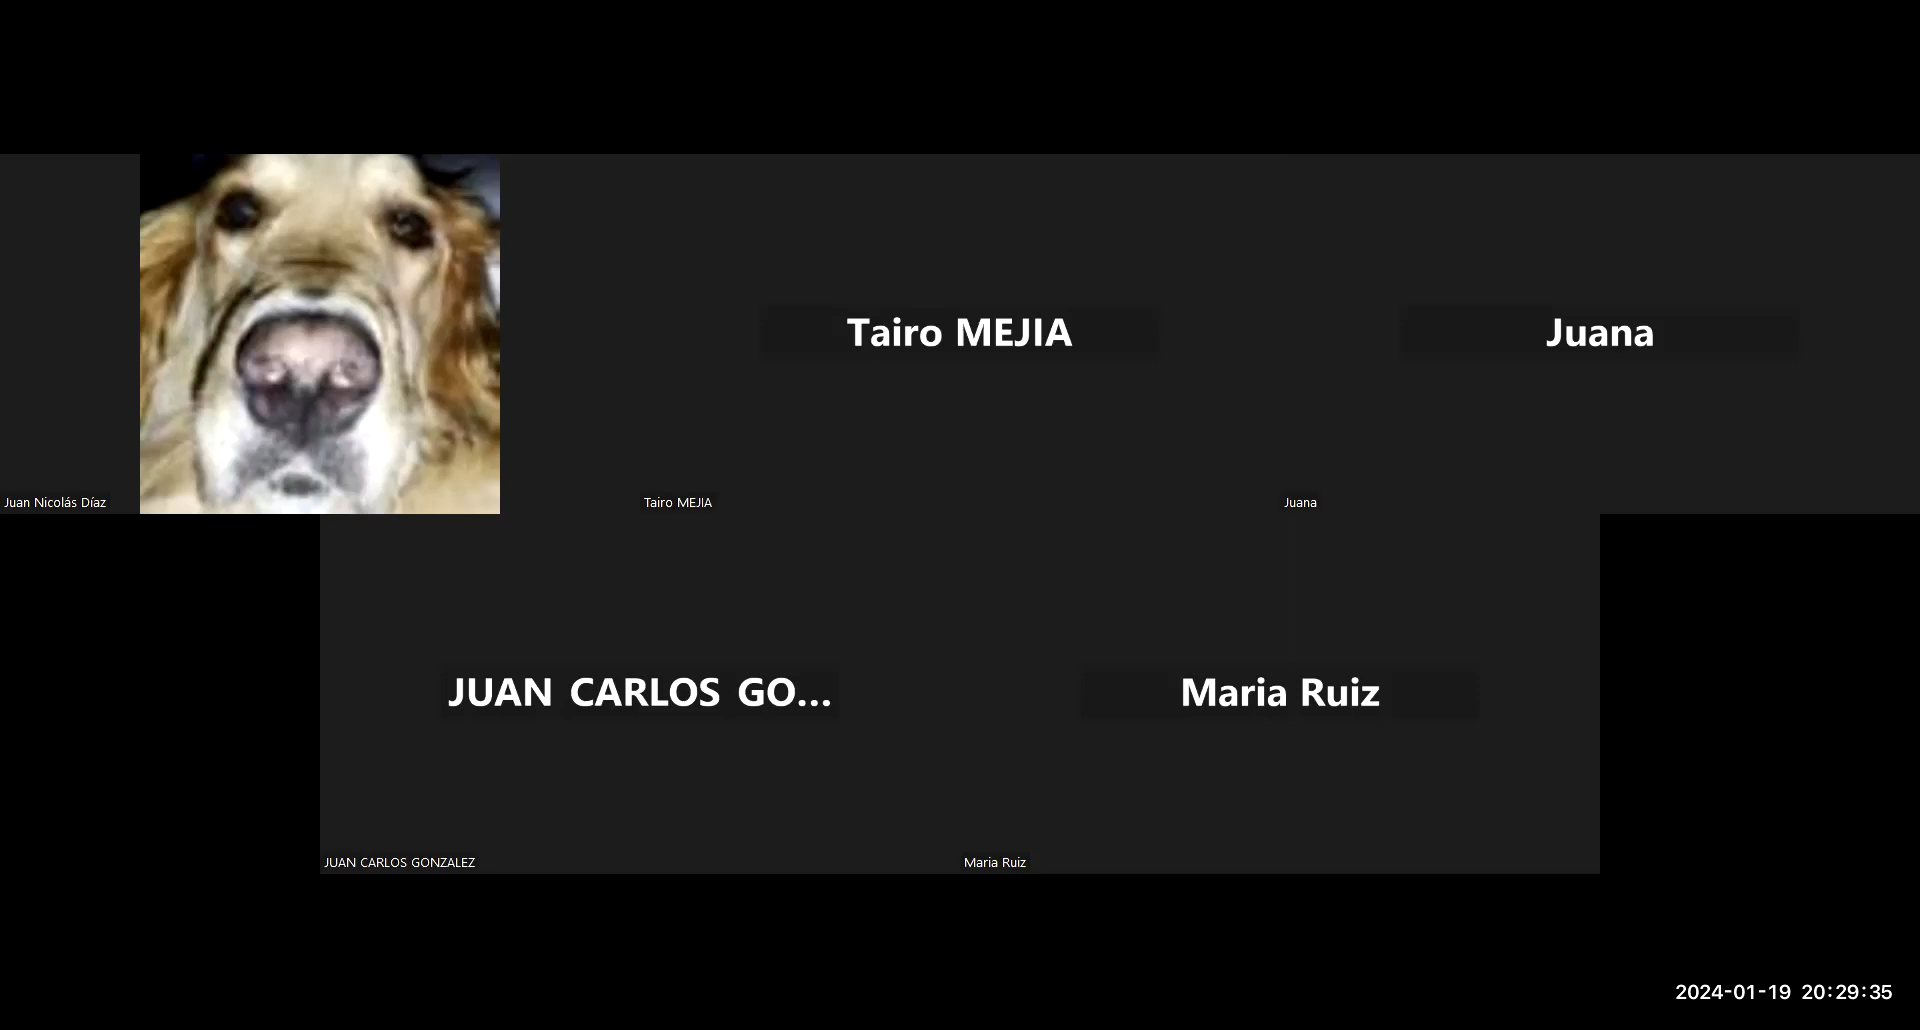 Tairo MEJIA
Juana
Juan Nicolás Díaz
Tairo MEJIA
Juana
JUAN CARLOS GO...
Maria Ruiz
JUAN CARLOS GONZALEZ
Maria Ruiz
2024-01-19 20:29:35